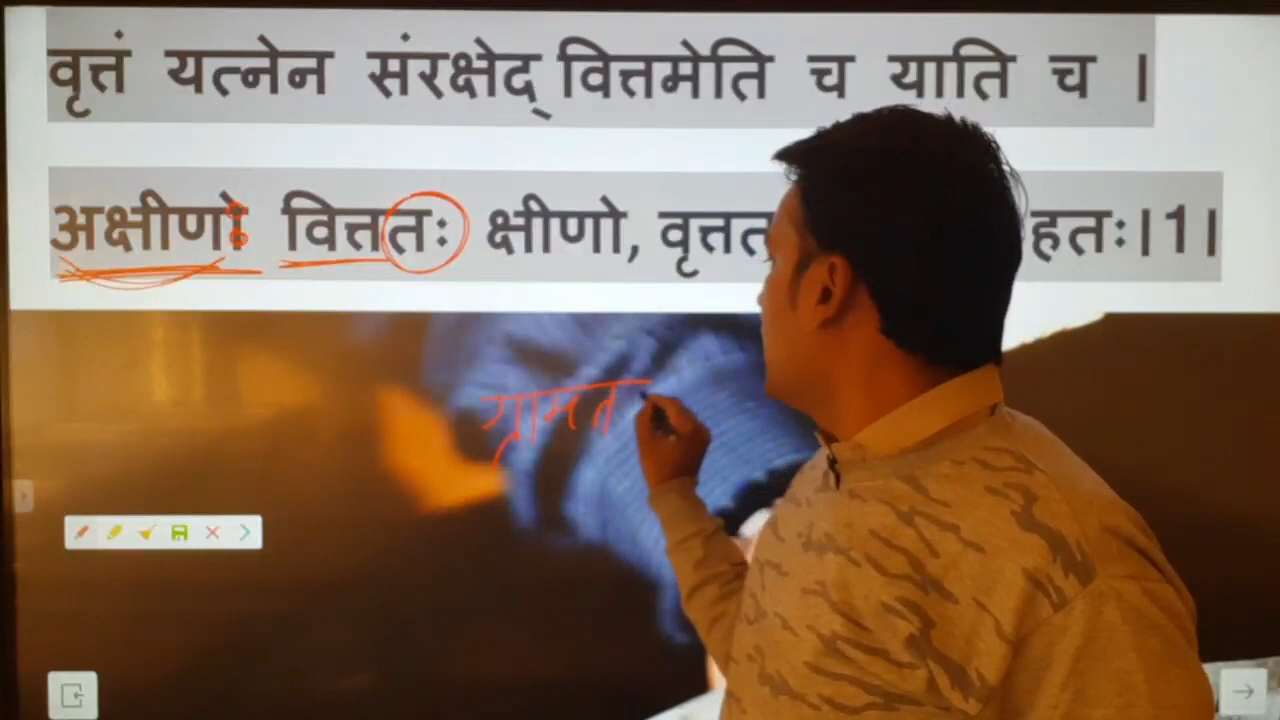 वृत्तं यत्नेन संरक्षेद् वित्तमेति च याति च ।
अक्षीणो वित्ततः क्षीणो, वृत्तत हतः।1।
ग्रामत